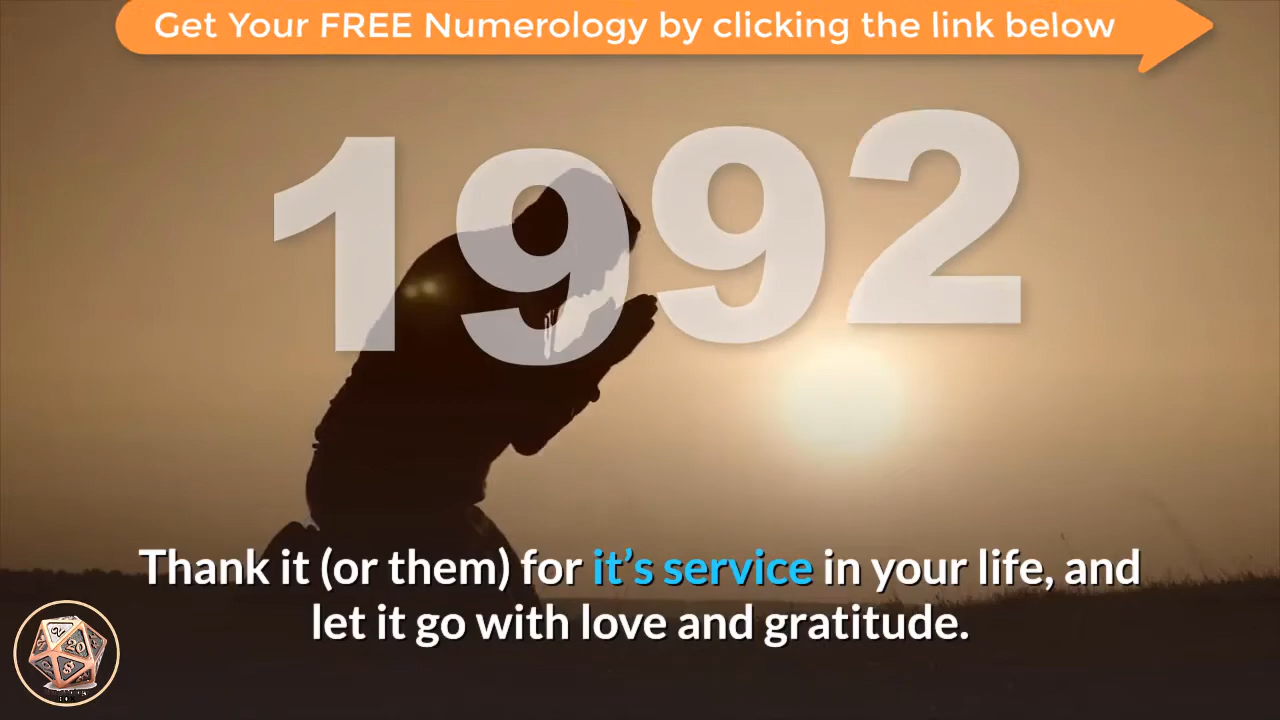 Get Your FREE Numerology by clicking the link below
1992
Thank it (or them) for it’s service in your life, and
let it go with love and gratitude.
20